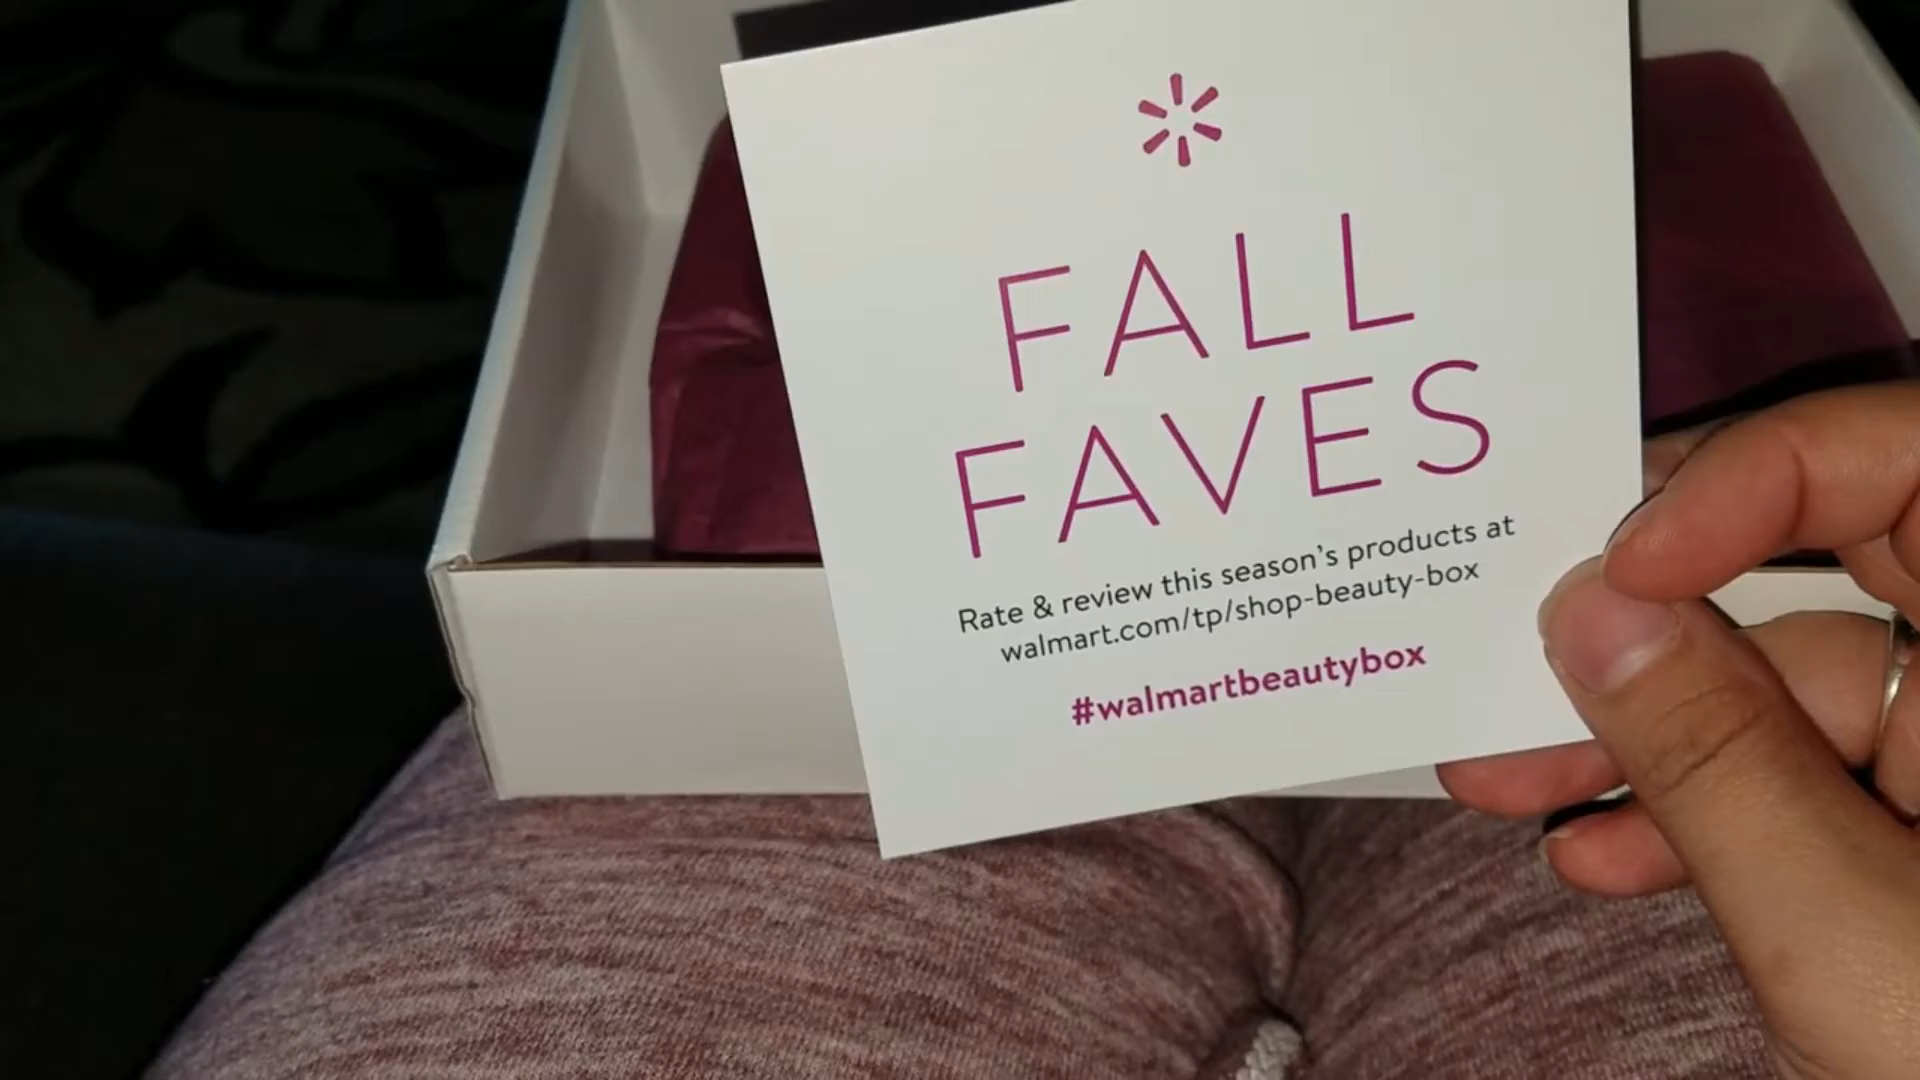 FALL
FAVES
Rate & review this season's products at
walmart.com/tp/shop-beauty-box
#walmartbeautybox